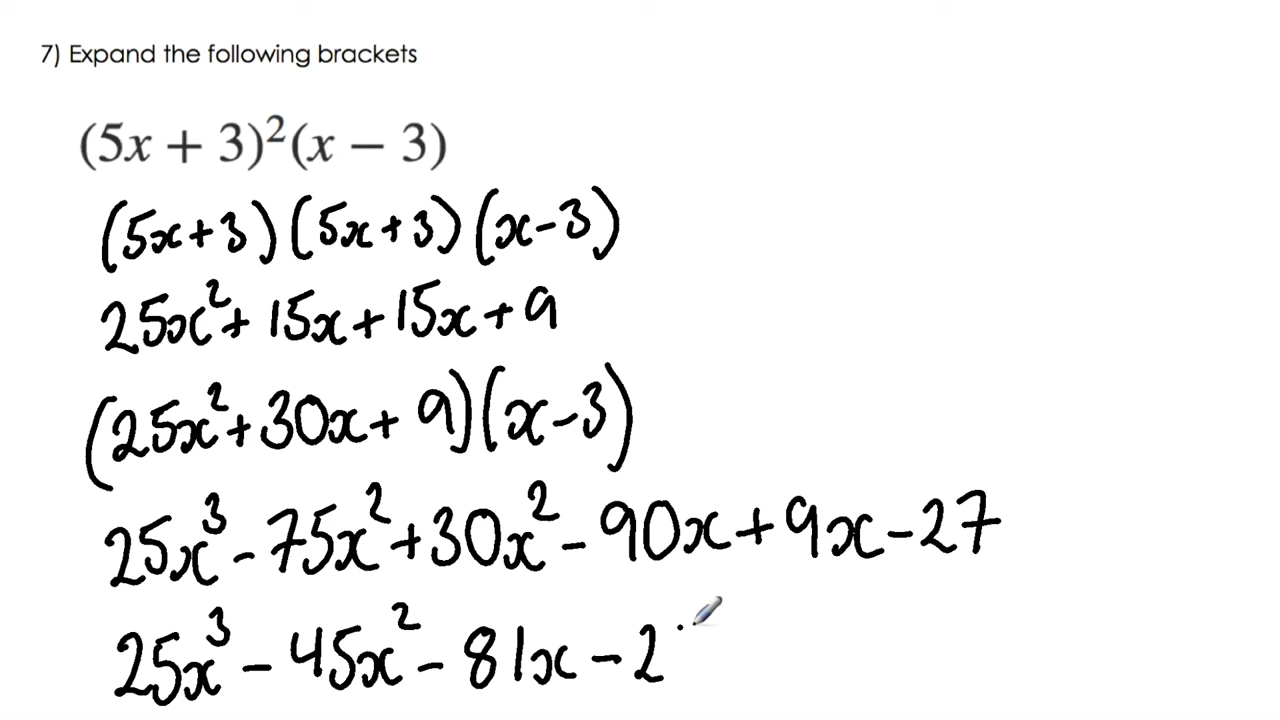 7) Expand the following brackets
(5x + 3)²(x − 3)
(5x+3)(5x+3)(x-3)
25x²+15x+15x+9
(25x²+30x+9)(x-3)
25x³-75x²+30x²-90x+9x-27
25x³-45x²-81x-2